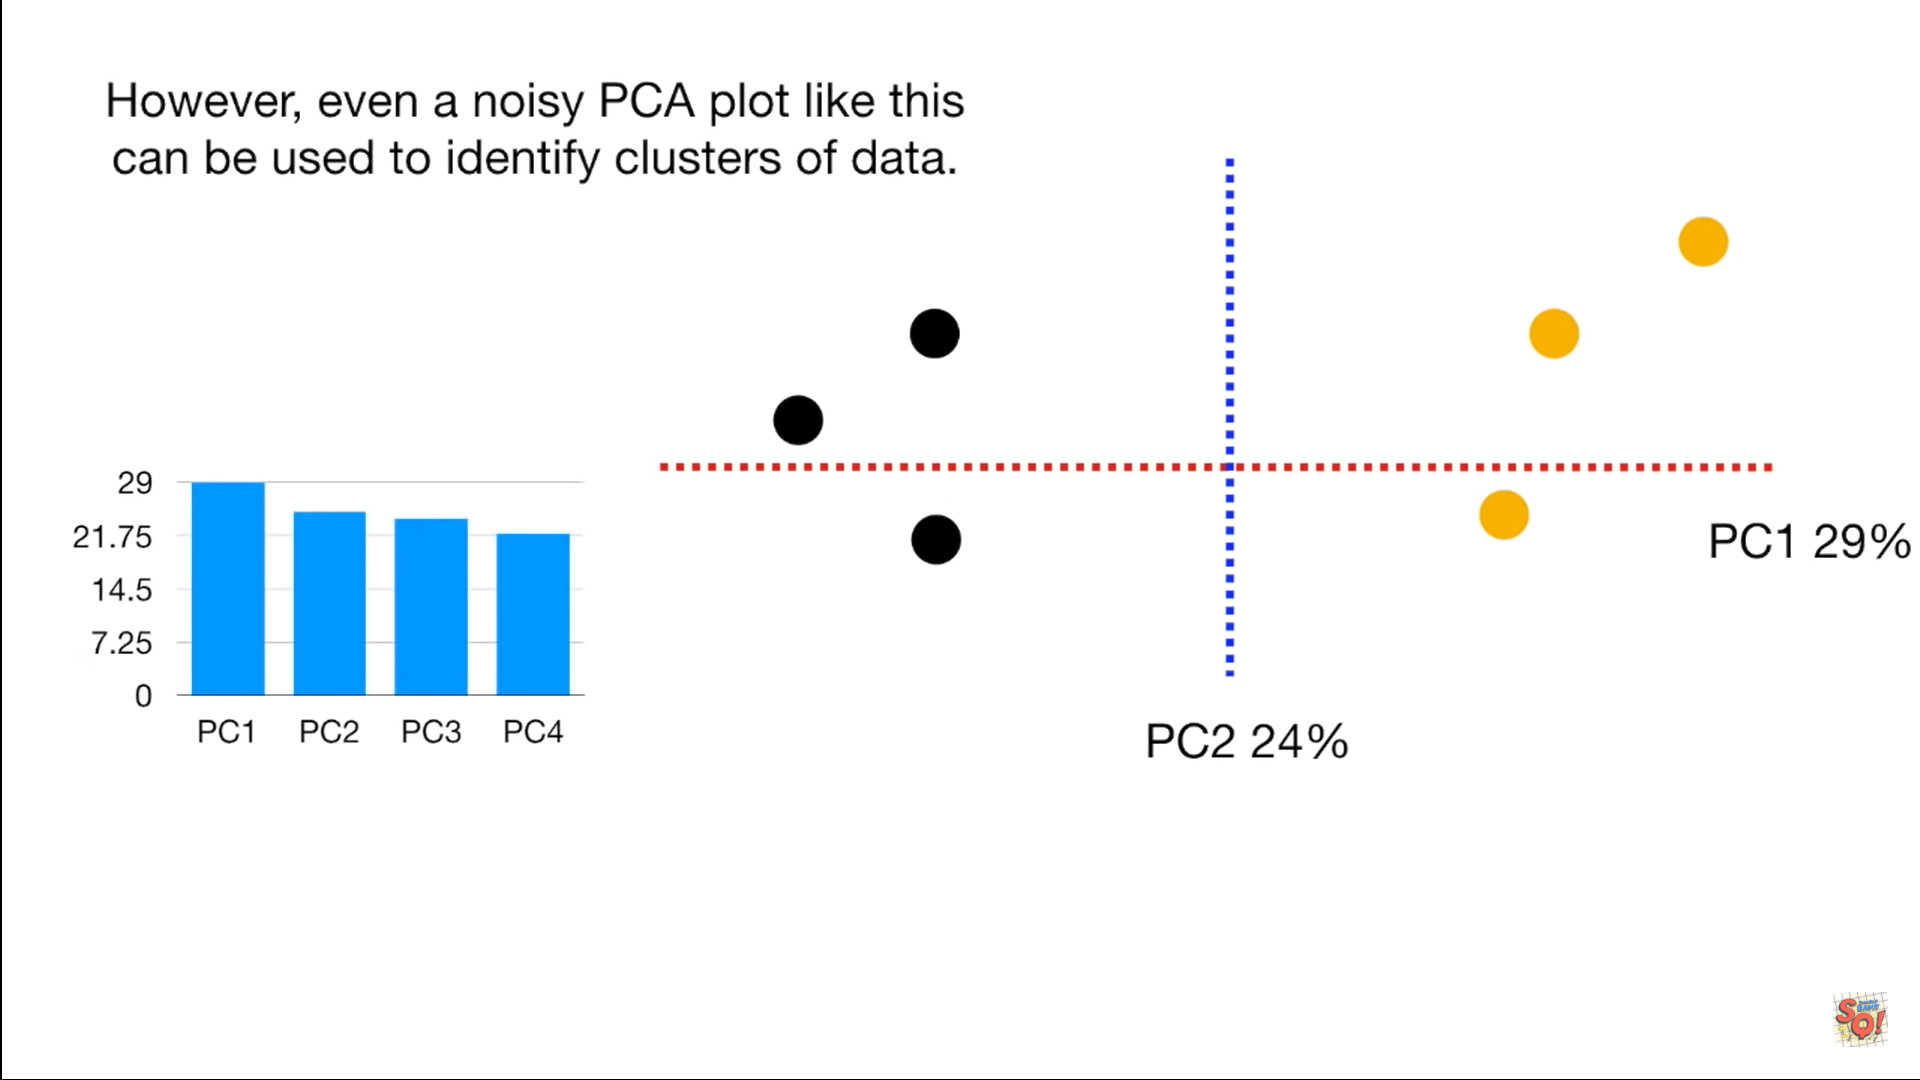 However, even a noisy PCA plot like this
can be used to identify clusters of data.
29
21.75
14.5
7.25
0
PC1 PC2 PC3 PC4
PC1 29%
PC2 24%
SQ!